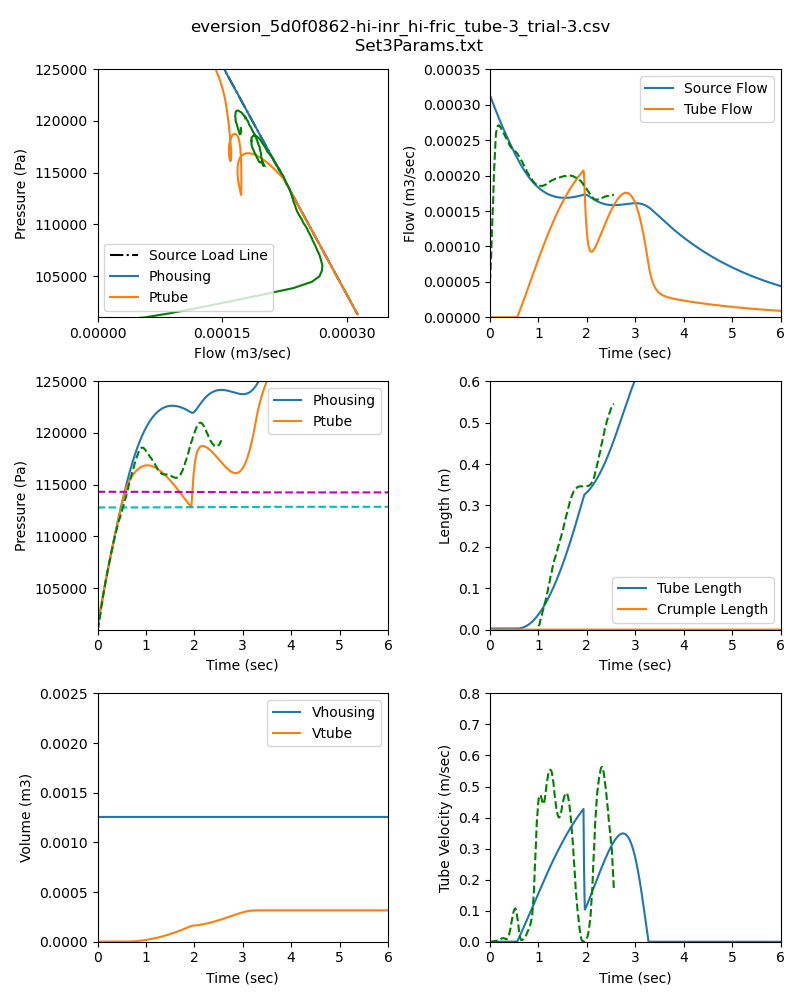 eversion_5d0f0862-hi-inr_hi-fric_tube-3_trial-3.csv
Set3Params.txt
125000
120000
115000
110000
105000
Pressure (Pa)
Source Load Line
Phousing
Ptube
0.00000
0.00015
0.00030
Flow (m3/sec)
0.00035
0.00030
0.00025
0.00020
0.00015
0.00010
0.00005
0.00000
Flow (m3/sec)
Source Flow
Tube Flow
0 1 2 3 4 5 6
Time (sec)
125000
120000
115000
110000
105000
Pressure (Pa)
Phousing
Ptube
0 1 2 3 4 5 6
Time (sec)
0.6
0.5
0.4
0.3
0.2
0.1
0.0
Length (m)
Tube Length
Crumple Length
0 1 2 3 4 5 6
Time (sec)
0.0025
0.0020
0.0015
0.0010
0.0005
0.0000
Volume (m3)
Vhousing
Vtube
0 1 2 3 4 5 6
Time (sec)
0.8
0.7
0.6
0.5
0.4
0.3
0.2
0.1
0.0
Tube Velocity (m/sec)
0 1 2 3 4 5 6
Time (sec)